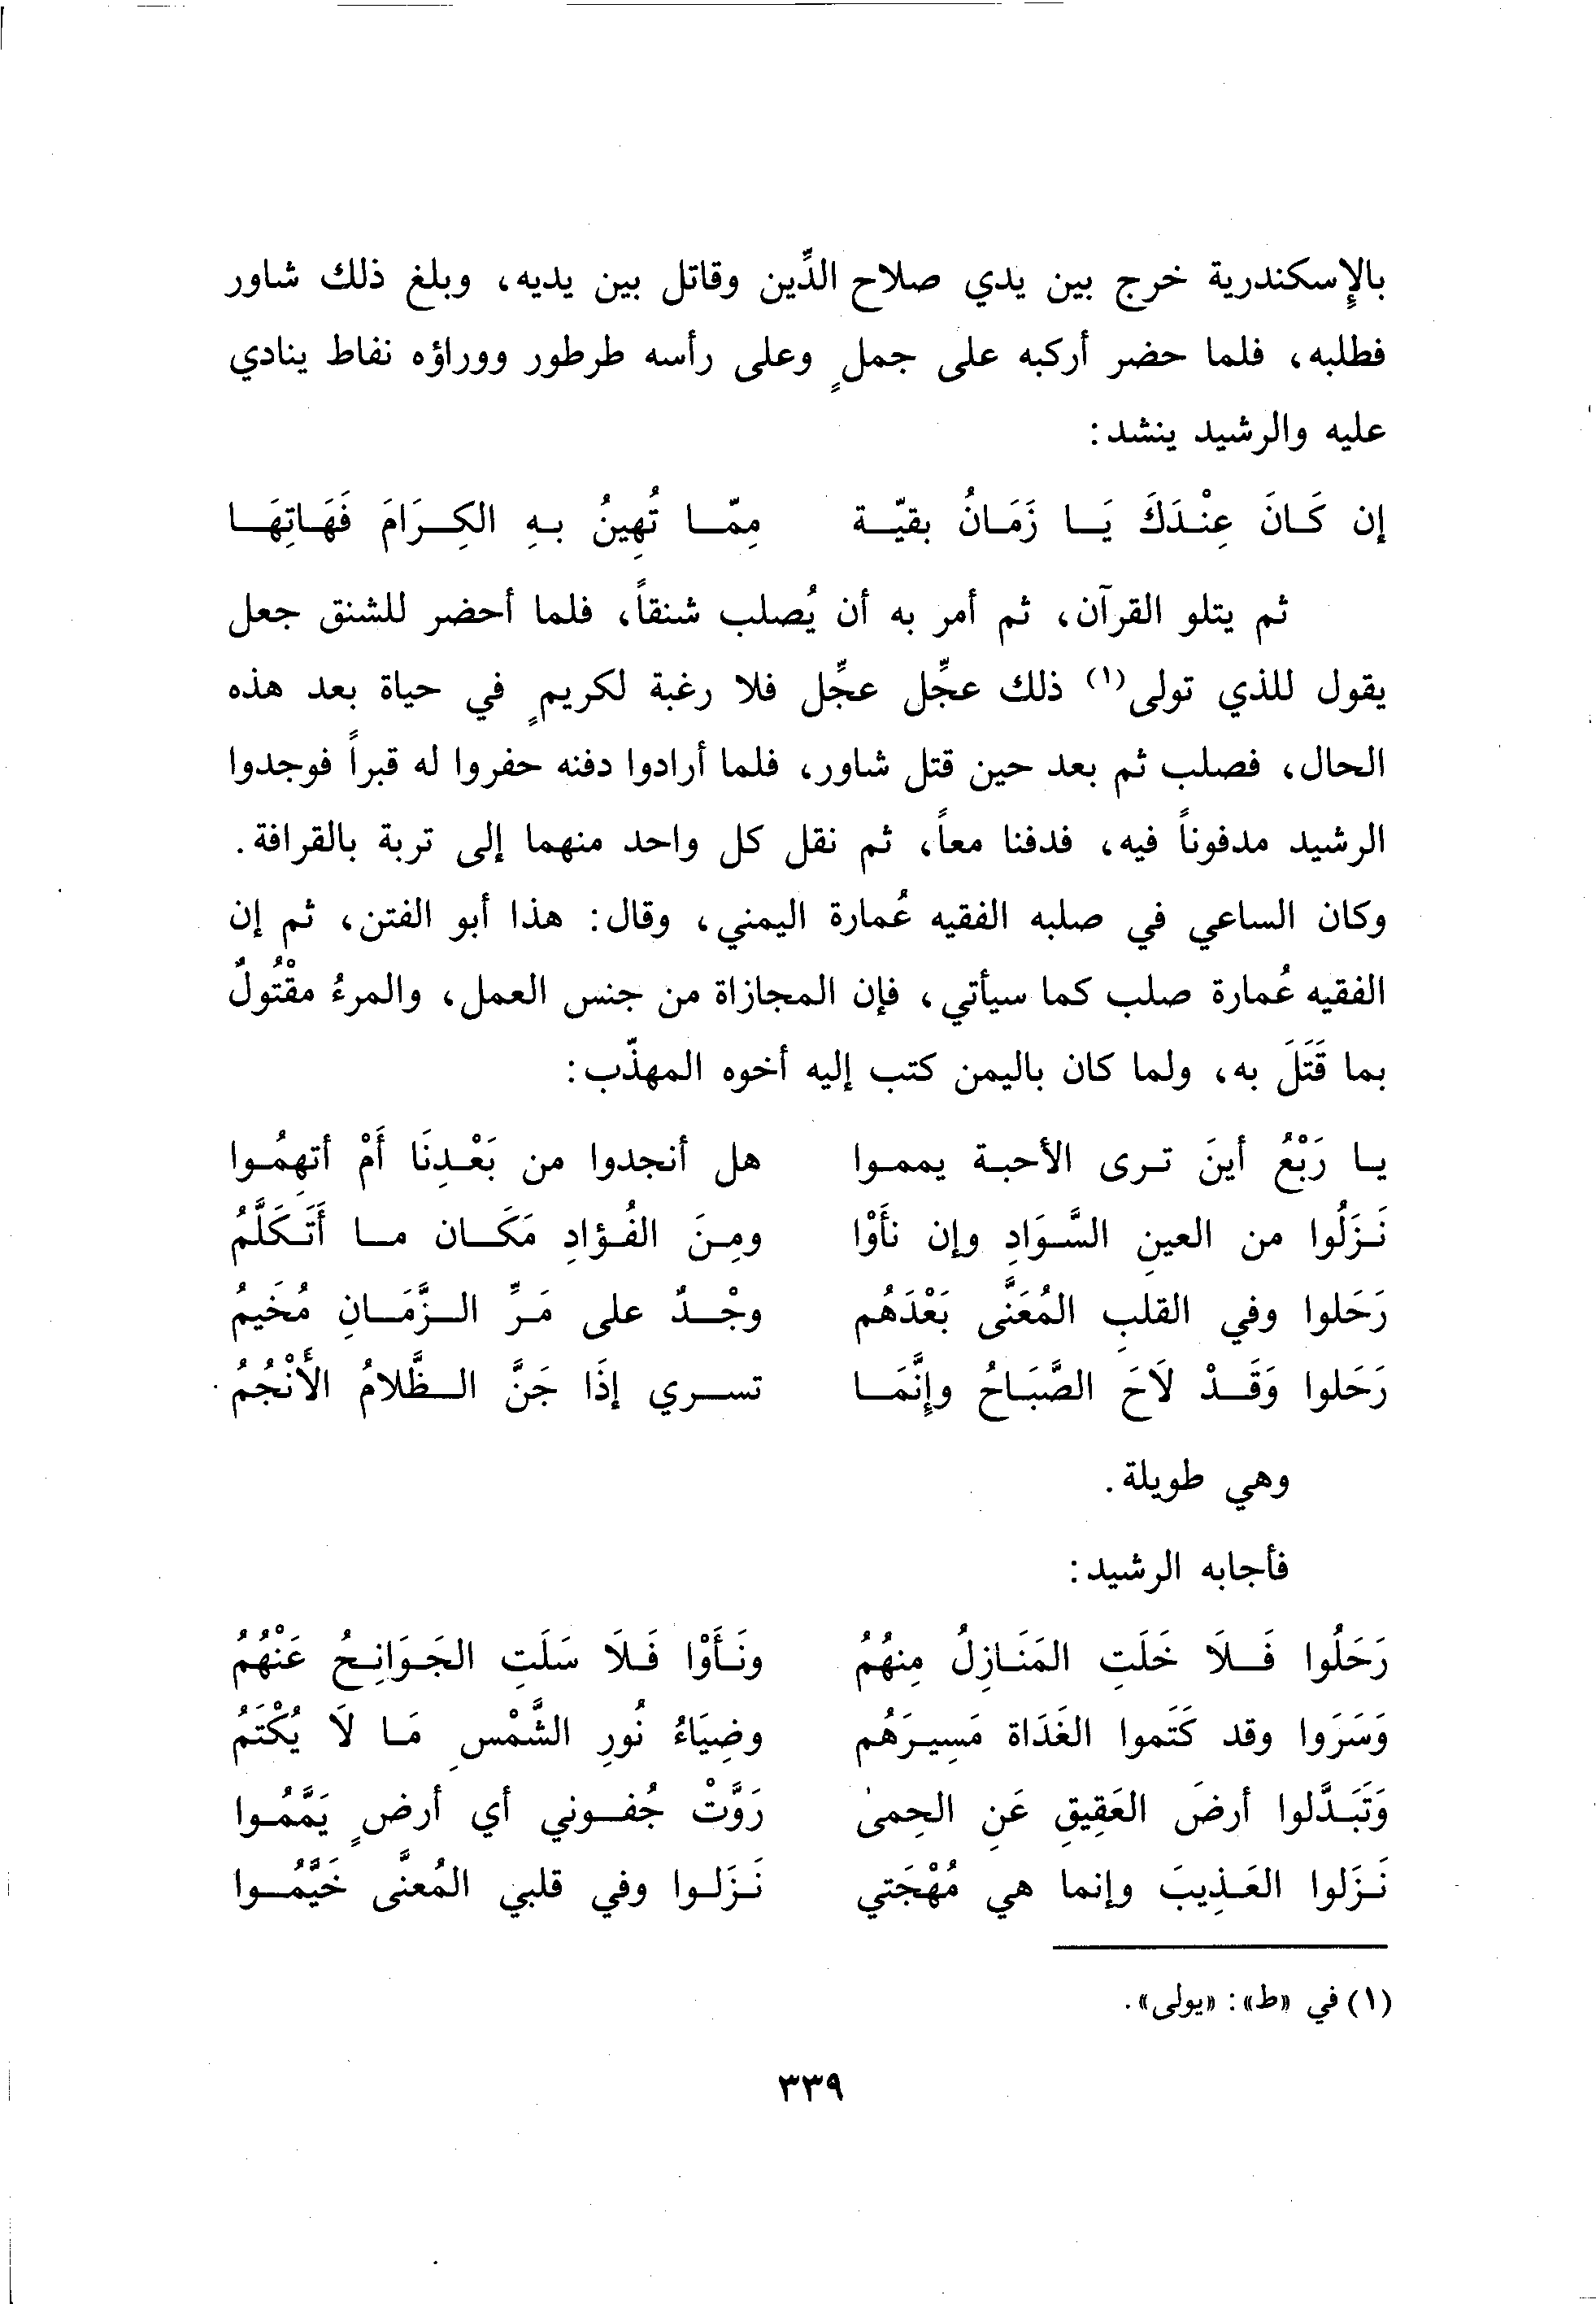 بالإسكندرية خرج بين يدي صلاح الدِّين وقاتل بين يديه، وبلغ ذلك شاور
فطلبه، فلما حضر أركبه على جملٍ وعلى رأسه طرطور ووراؤه نفاط ينادي
عليه والرشيد ينشد:
إن كَانَ عِنْدَكَ يَا زَمَانُ بقيّة مِمّا تُهِينُ بهِ الكِرَامَ فَهَاتِهَا
ثم يتلو القرآن، ثم أمر به أن يُصلب شنقاً، فلما أحضر للشنق جعل
يقول للذي تولى(١) ذلك عجِّل عجِّل فلا رغبة لكريمٍ في حياة بعد هذه
الحال، فصلب ثم بعد حين قتل شاور، فلما أرادوا دفنه حفروا له قبراً فوجدوا
الرشيد مدفوناً فيه، فدفنا معاً، ثم نقل كل واحد منهما إلى تربة بالقرافة.
وكان الساعي في صلبه الفقيه عُمارة اليمني، وقال: هذا أبو الفتن، ثم إن
الفقيه عُمارة صلب كما سيأتي، فإن المجازاة من جنس العمل، والمرءُ مقْتُولٌ
بما قَتَلَ به، ولما كان باليمن كتب إليه أخوه المهذّب:
يا رَبْعُ أينَ ترى الأحبة يمموا هل أنجدوا من بَعْدِنَا أَمْ أتهِمُوا
نَزَلُوا من العينِ السَّوَادِ وإن نأَوْا ومِنَ الفُؤادِ مَكَان ما أَتَكَلَّمُ
رَحَلوا وفي القلبِ المُعَنَّى بَعْدَهُم وجْدٌ على مَرِّ الزَّمَانِ مُخَيمُ
رَحَلوا وَقَدْ لاَحَ الصَّبَاحُ وإِنَّمَا تسري إذَا جَنَّ الظَّلامُ الأَنْجُمُ
وهي طويلة.
فأجابه الرشيد:
رَحَلُوا فَلاَ خَلَتِ المَنَازِلُ مِنهُمُ ونَأَوْا فَلاَ سَلَتِ الجَوَانِحُ عَنْهُمُ
وَسَرَوا وقد كَتَموا الغَدَاة مَسِيرَهُم وضِيَاءُ نُورِ الشَّمْسِ مَا لاَ يُكْتَمُ
وَتَبَدَّلوا أرضَ العَقِيقِ عَنِ الحِمىٰ رَوَّتْ جُفوني أي أرضٍ يَمَّمُوا
نَزَلوا العَذِيبَ وإنما هي مُهْجَتي نَزَلوا وفي قلبي المُعنَّى خَيَّمُوا
(١) في «ط»: «يولى».
٣٣٩